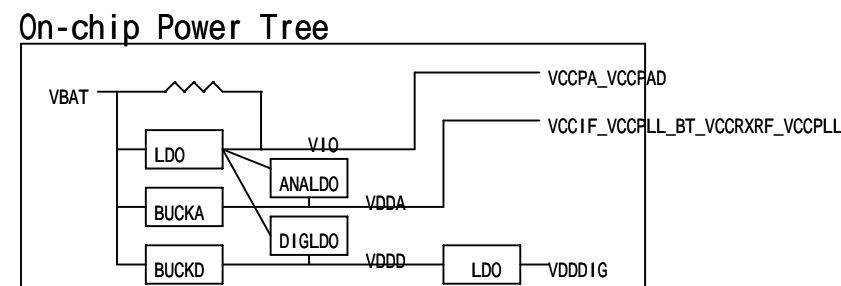 On-chip Power Tree
VCCPA_VCCPAD
VBAT
VCCIF_VCCPLL_BT_VCCRXRF_VCCPLL
VIO
LDO
ANALDO
VDDA
BUCKA
DIGLDO
VDDD
BUCKD
LDO
VDDDIG